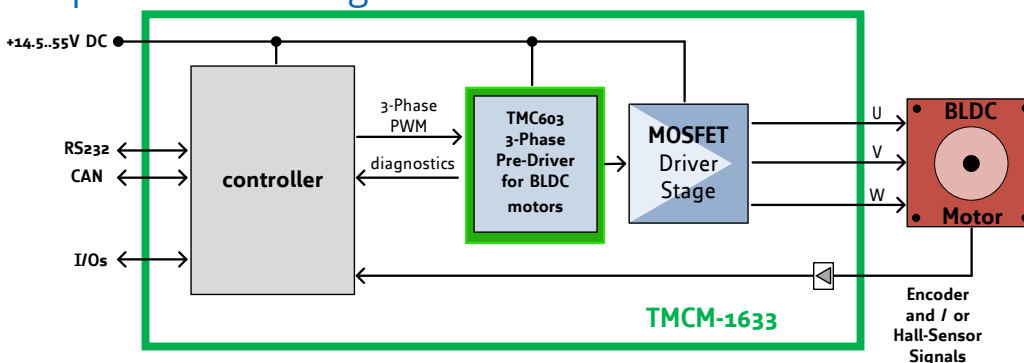 +14.5..55V DC
RS232
CAN
I/Os
controller
3-Phase
PWM
diagnostics
TMC603
3-Phase
Pre-Driver
for BLDC
motors
MOSFET
Driver
Stage
U
V
W
BLDC
Motor
TMCM-1633
Encoder
and / or
Hall-Sensor
Signals